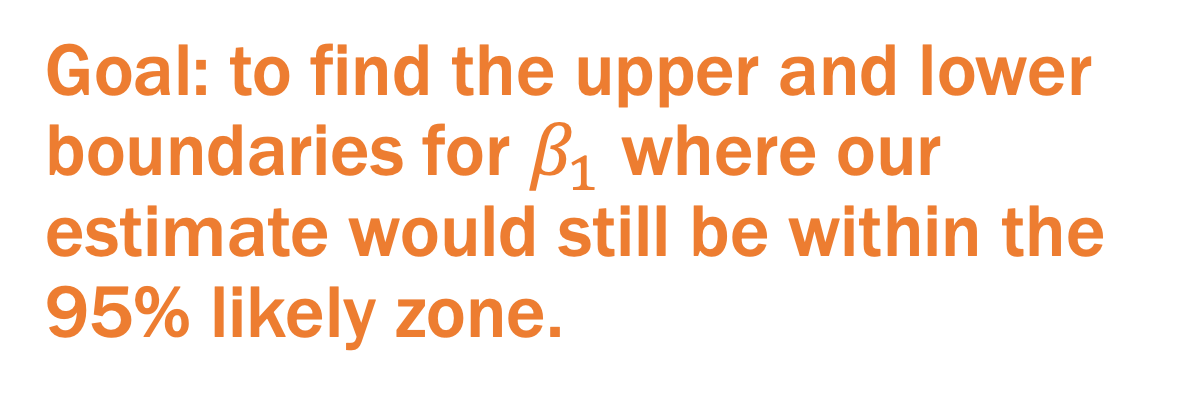 Goal: to find the upper and lower
boundaries for β₁ where our
estimate would still be within the
95% likely zone.